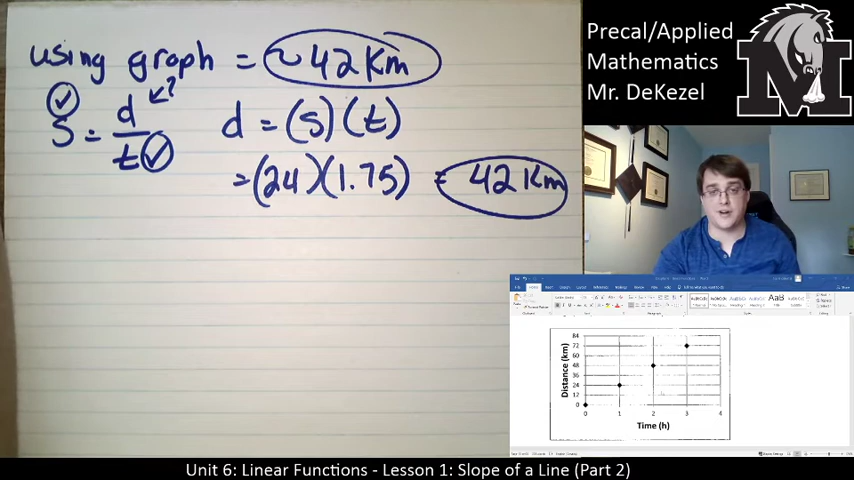 using graph = ~42 Km
S = d/t ?
d = (s)(t)
= (24)(1.75) = 42 Km
Precal/Applied
Mathematics
Mr. DeKezel
M
84
72
60
48
36
24
12
0
0 1 2 3 4
Distance (km)
Time (h)
Unit 6: Linear Functions - Lesson 1: Slope of a Line (Part 2)